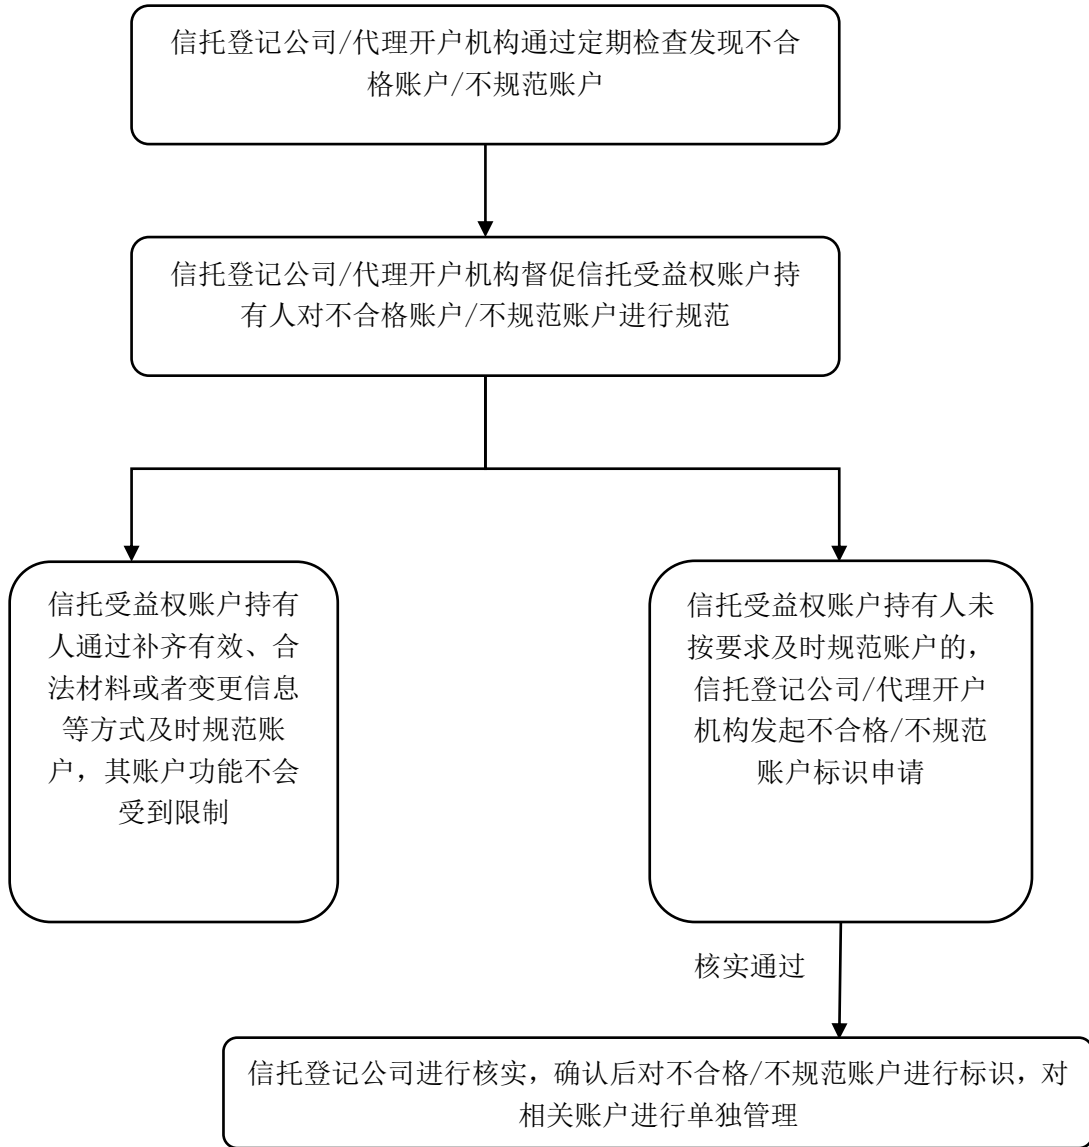 信托登记公司/代理开户机构通过定期检查发现不合
格账户/不规范账户
信托登记公司/代理开户机构督促信托受益权账户持
有人对不合格账户/不规范账户进行规范
信托受益权账户持有
人通过补齐有效、合
法材料或者变更信息
等方式及时规范账
户，其账户功能不会
受到限制
信托受益权账户持有人未
按要求及时规范账户的，
信托登记公司/代理开户
机构发起不合格/不规范
账户标识申请
核实通过
信托登记公司进行核实，确认后对不合格/不规范账户进行标识，对
相关账户进行单独管理